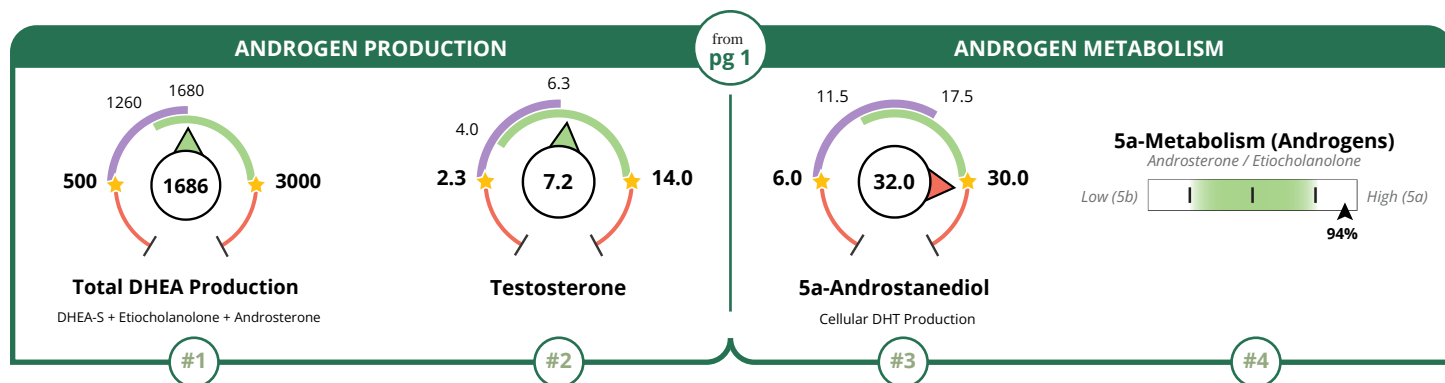 ANDROGEN PRODUCTION
from
pg 1
ANDROGEN METABOLISM
1260
1680
500
1686
3000
Total DHEA Production
DHEA-S + Etiocholanolone + Androsterone
#1
4.0
6.3
2.3
7.2
14.0
Testosterone
#2
11.5
17.5
6.0
32.0
30.0
5a-Androstanediol
Cellular DHT Production
#3
5a-Metabolism (Androgens)
Androsterone / Etiocholanolone
Low (5b)
High (5a)
94%
#4